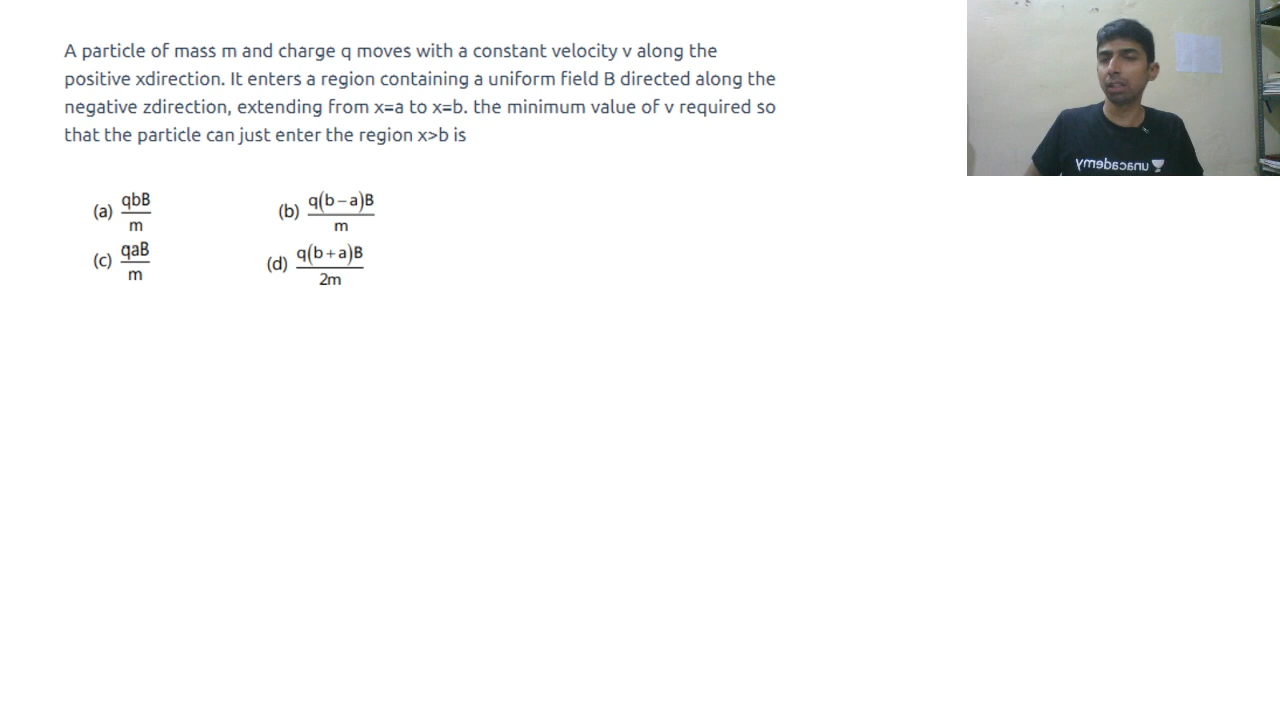 A particle of mass m and charge q moves with a constant velocity v along the
positive xdirection. It enters a region containing a uniform field B directed along the
negative zdirection, extending from x=a to x=b. the minimum value of v required so
that the particle can just enter the region x>b is
(a) qbB/m (b) q(b−a)B/m
(c) qaB/m (d) q(b+a)B/2m
unacademy